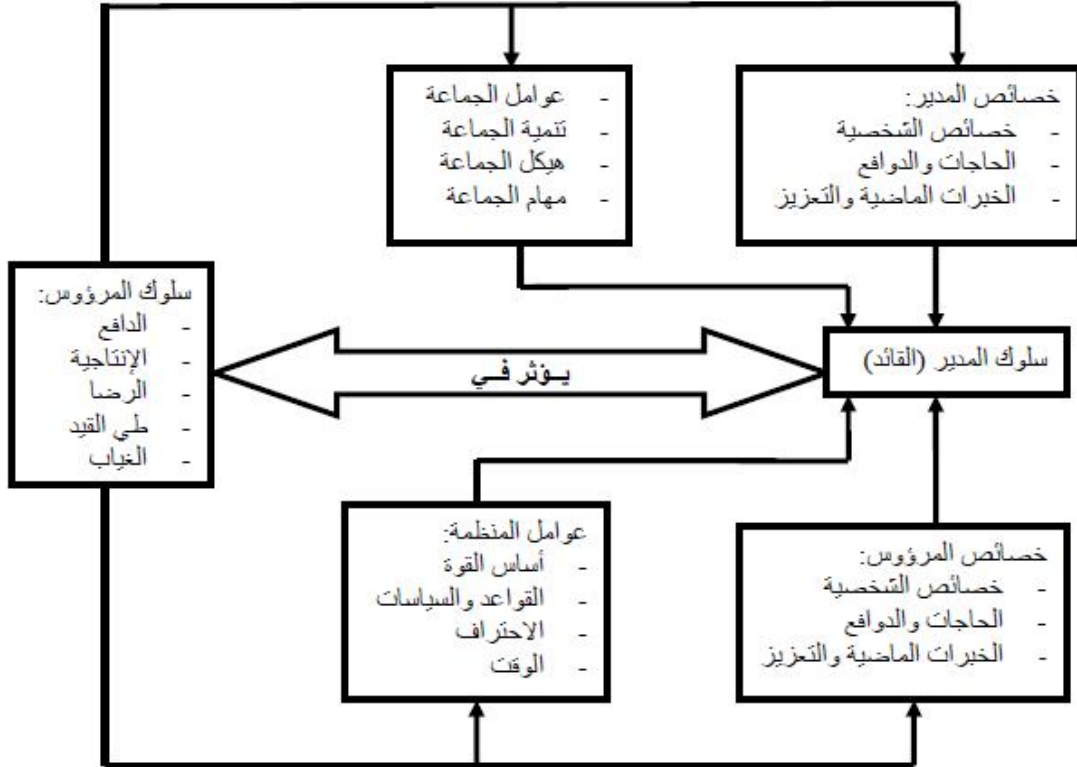 خصائص المدير:
- خصائص الشخصية
- الحاجات والدوافع
- الخبرات الماضية والتعزيز
- عوامل الجماعة
- تنمية الجماعة
- هيكل الجماعة
- مهام الجماعة
سلوك المدير (القائد)
يــؤثر فــي
سلوك المرؤوس:
- الدافع
- الإنتاجية
- الرضا
- طي القيد
- الغياب
خصائص المرؤوس:
- خصائص الشخصية
- الحاجات والدوافع
- الخبرات الماضية والتعزيز
عوامل المنظمة:
- أساس القوة
- القواعد والسياسات
- الاحتراف
- الوقت